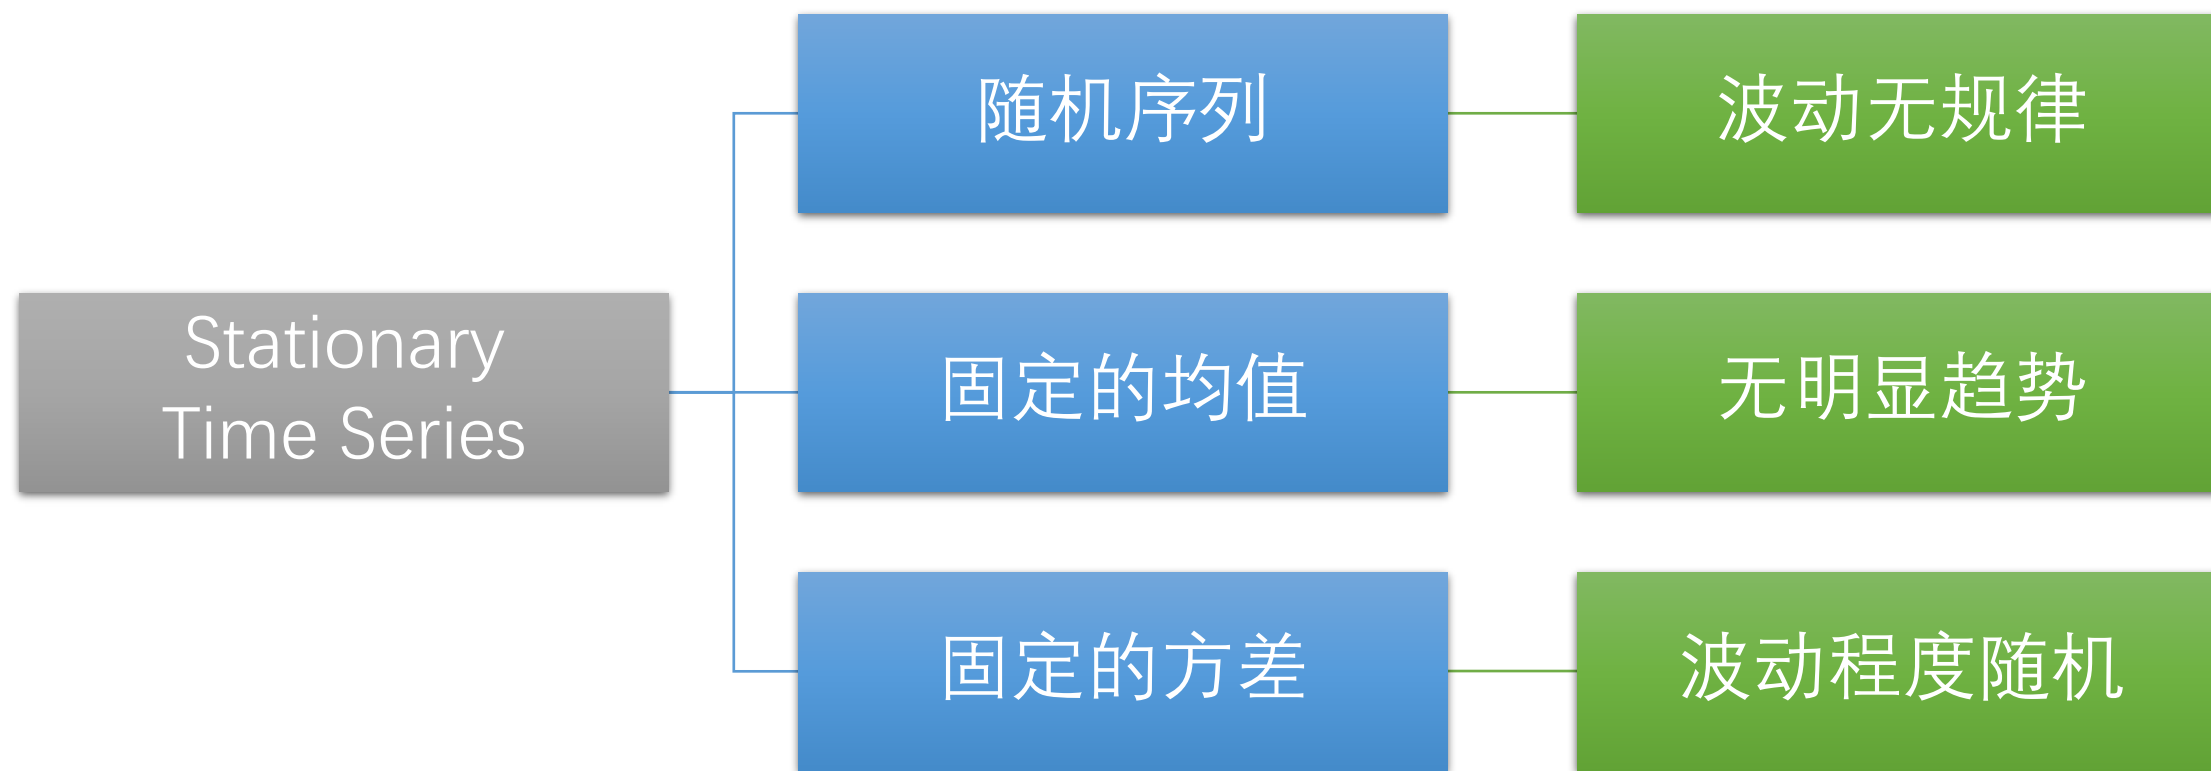 随机序列
波动无规律
Stationary
Time Series
固定的均值
无明显趋势
固定的方差
波动程度随机